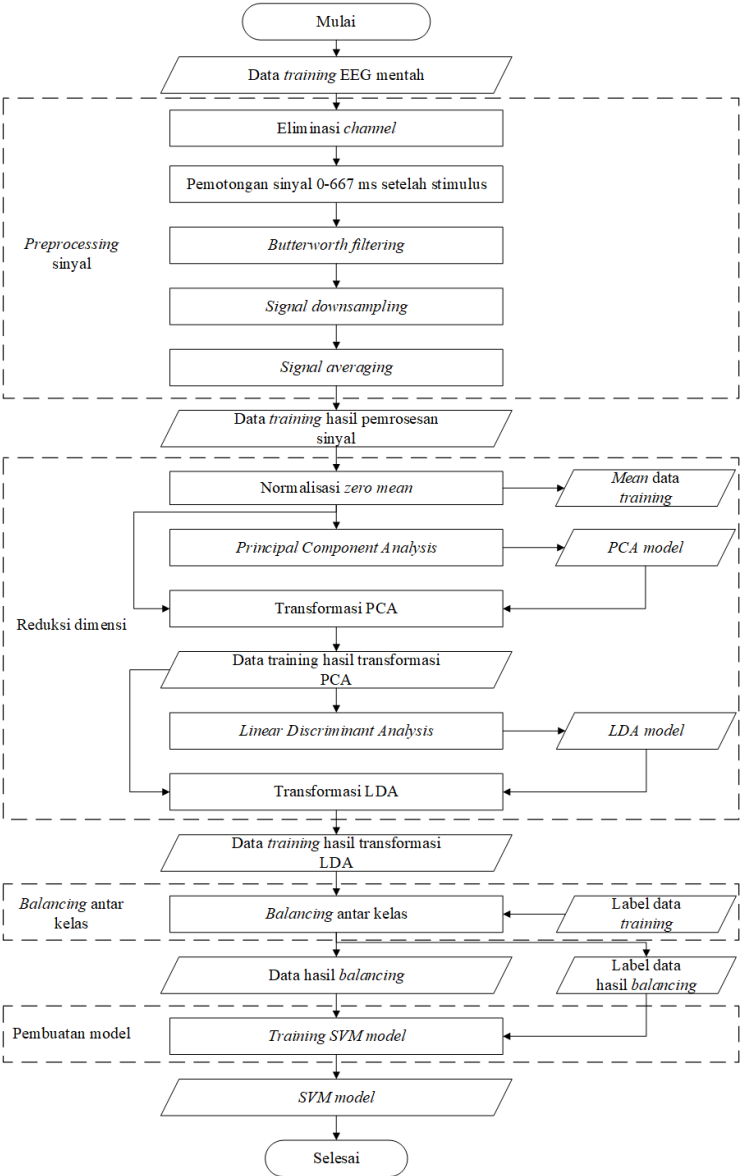 Mulai
Data training EEG mentah
Eliminasi channel
Pemotongan sinyal 0-667 ms setelah stimulus
Preprocessing
sinyal
Butterworth filtering
Signal downsampling
Signal averaging
Data training hasil pemrosesan
sinyal
Normalisasi zero mean
Mean data
training
Principal Component Analysis
PCA model
Reduksi dimensi
Transformasi PCA
Data training hasil transformasi
PCA
Linear Discriminant Analysis
LDA model
Transformasi LDA
Data training hasil transformasi
LDA
Balancing antar
kelas
Balancing antar kelas
Label data
training
Data hasil balancing
Label data
hasil balancing
Pembuatan model
Training SVM model
SVM model
Selesai